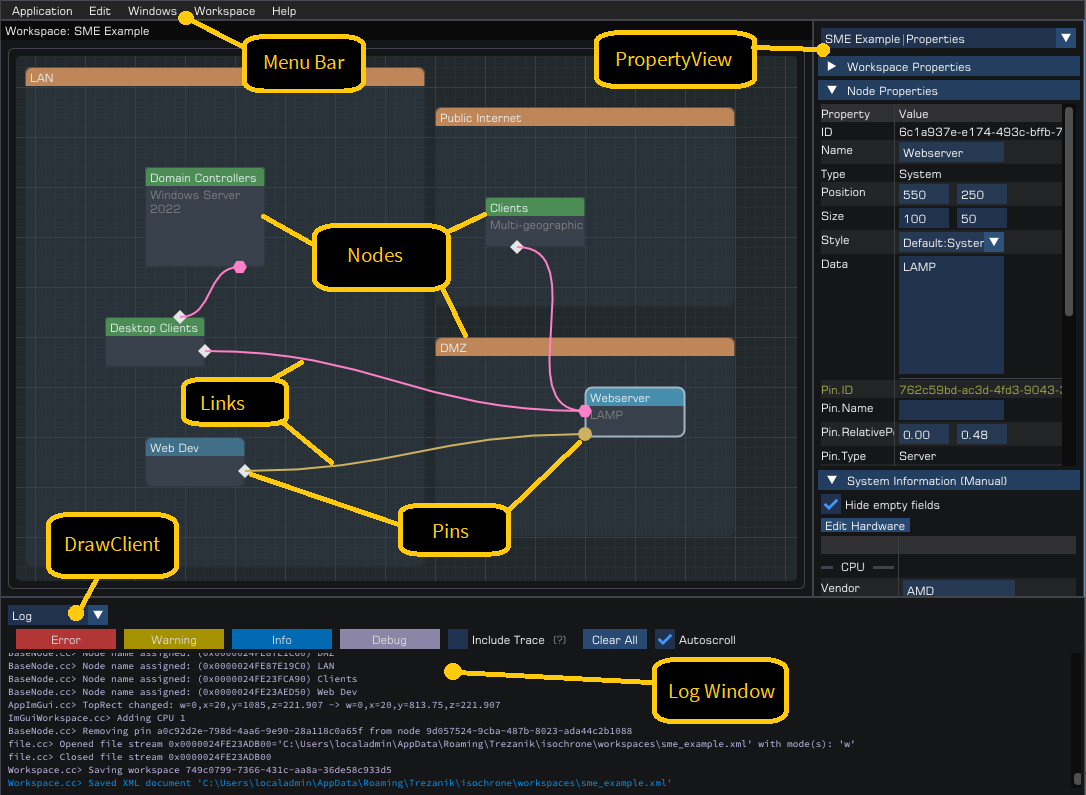 Application Edit Windows Workspace Help
Workspace: SME Example
Menu Bar
PropertyView
LAN
Public Internet
Domain Controllers
Windows Server
2022
Clients
Multi-geographic
Nodes
Desktop Clients
DMZ
Links
Webserver
LAMP
Web Dev
Pins
DrawClient
SME Example|Properties
Workspace Properties
Node Properties
Property Value
ID 6c1a937e-e174-493c-bffb-7
Name Webserver
Type System
Position 550 250
Size 100 50
Style Default:System
Data LAMP
Pin.ID 762c59bd-ac3d-4fd3-9043-
Pin.Name
Pin.RelativePo 0.00 0.48
Pin.Type Server
System Information (Manual)
Hide empty fields
Edit Hardware
CPU
Vendor AMD
Log
Error Warning Info Debug Include Trace (?) Clear All Autoscroll
Log Window
BaseNode.cc> Node name assigned: (0x0000024FE87E1C00) DMZ
BaseNode.cc> Node name assigned: (0x0000024FE87E19C0) LAN
BaseNode.cc> Node name assigned: (0x0000024FE23FCA90) Clients
BaseNode.cc> Node name assigned: (0x0000024FE23AED50) Web Dev
AppImGui.cc> TopRect changed: w=0,x=20,y=1085,z=221.907 -> w=0,x=20,y=813.75,z=221.907
ImGuiWorkspace.cc> Adding CPU 1
BaseNode.cc> Removing pin a0c92d2e-798d-4aa6-9e90-28a118c0a65f from node 9d057524-9cba-487b-8023-ada44c2b1088
file.cc> Opened file stream 0x0000024FE23ADB00='C:\Users\localadmin\AppData\Roaming\Trezanik\isochrone\workspaces\sme_example.xml' with mode(s): 'w'
file.cc> Closed file stream 0x0000024FE23ADB00
Workspace.cc> Saving workspace 749c0799-7366-431c-aa8a-36de58c933d5
Workspace.cc> Saved XML document 'C:\Users\localadmin\AppData\Roaming\Trezanik\isochrone\workspaces\sme_example.xml'